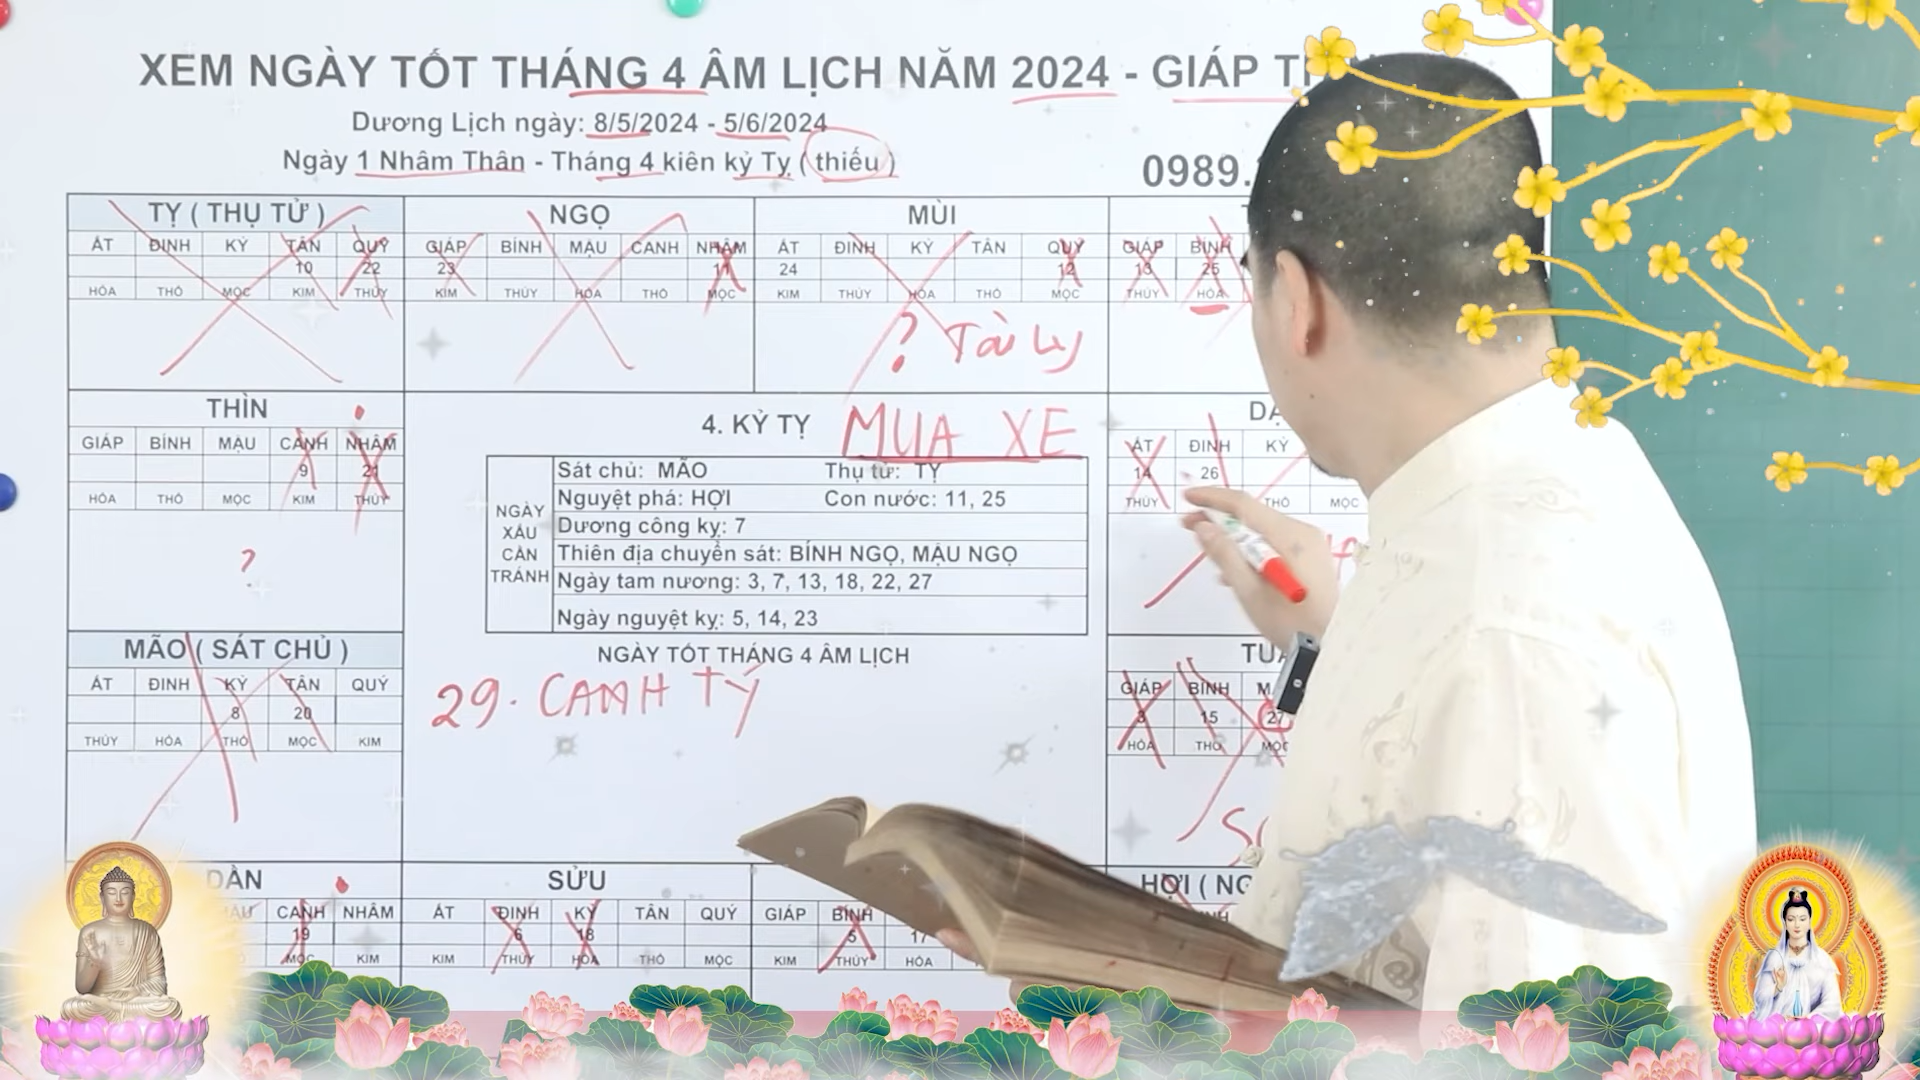 XEM NGÀY TỐT THÁNG 4 ÂM LỊCH NĂM 2024 - GIÁP
Dương Lịch ngày: 8/5/2024 - 5/6/2024
Ngày 1 Nhâm Thân - Tháng 4 kiên kỷ Tỵ ( thiếu )
0989.
TỴ ( THỤ TỬ )
ẤT ĐINH KỶ TÂN QUÝ
10 22
HỎA THỔ MỘC KIM THỦY
NGỌ
GIÁP BÍNH MẬU CANH NHÂM
23 11
KIM THỦY HỎA THỔ MỘC
MÙI
ẤT ĐINH KỶ TÂN QUÝ
24 12
KIM THỦY HỎA THỔ MỘC
?
GIÁP BÍNH
13 25
THỦY HỎA
THÌN
GIÁP BÍNH MẬU CANH NHÂM
9 21
HỎA THỔ MỘC KIM THỦY
?
4. KỶ TỴ
MUA XE
NGÀY XẤU CẦN TRÁNH
Sát chủ: MÃO Thụ tử: TỴ
Nguyệt phá: HỢI Con nước: 11, 25
Dương công kỵ: 7
Thiên địa chuyển sát: BÍNH NGỌ, MẬU NGỌ
Ngày tam nương: 3, 7, 13, 18, 22, 27
Ngày nguyệt kỵ: 5, 14, 23
NGÀY TỐT THÁNG 4 ÂM LỊCH
29. CANH TÝ
ẤT ĐINH KỶ
14 26
THỦY THỔ MỘC
MÃO ( SÁT CHỦ )
ẤT ĐINH KỶ TÂN QUÝ
8 20
THỦY HỎA THỔ MỘC KIM
GIÁP BÍNH
3 15 27
HỎA THỔ MỘC
DẦN
CANH NHÂM
19
MỘC KIM
SỬU
ẤT ĐINH KỶ TÂN QUÝ
6 18
KIM THỦY HỎA THỔ MỘC
GIÁP BÍNH
5 17
KIM THỦY HỎA
HỢI (